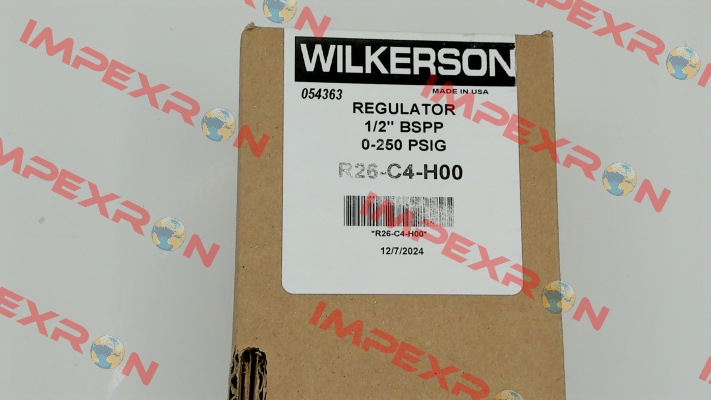 WILKERSON
MADE IN USA
054363
REGULATOR
1/2" BSPP
0-250 PSIG
R26-C4-H00
*R26-C4-H00*
12/7/2024
IMPEXRON
IMPEXRON
IMPEXRON
IMPEXRON
IMPEXRON
IMPEXRON
IMPEXRON
IMPEXRON